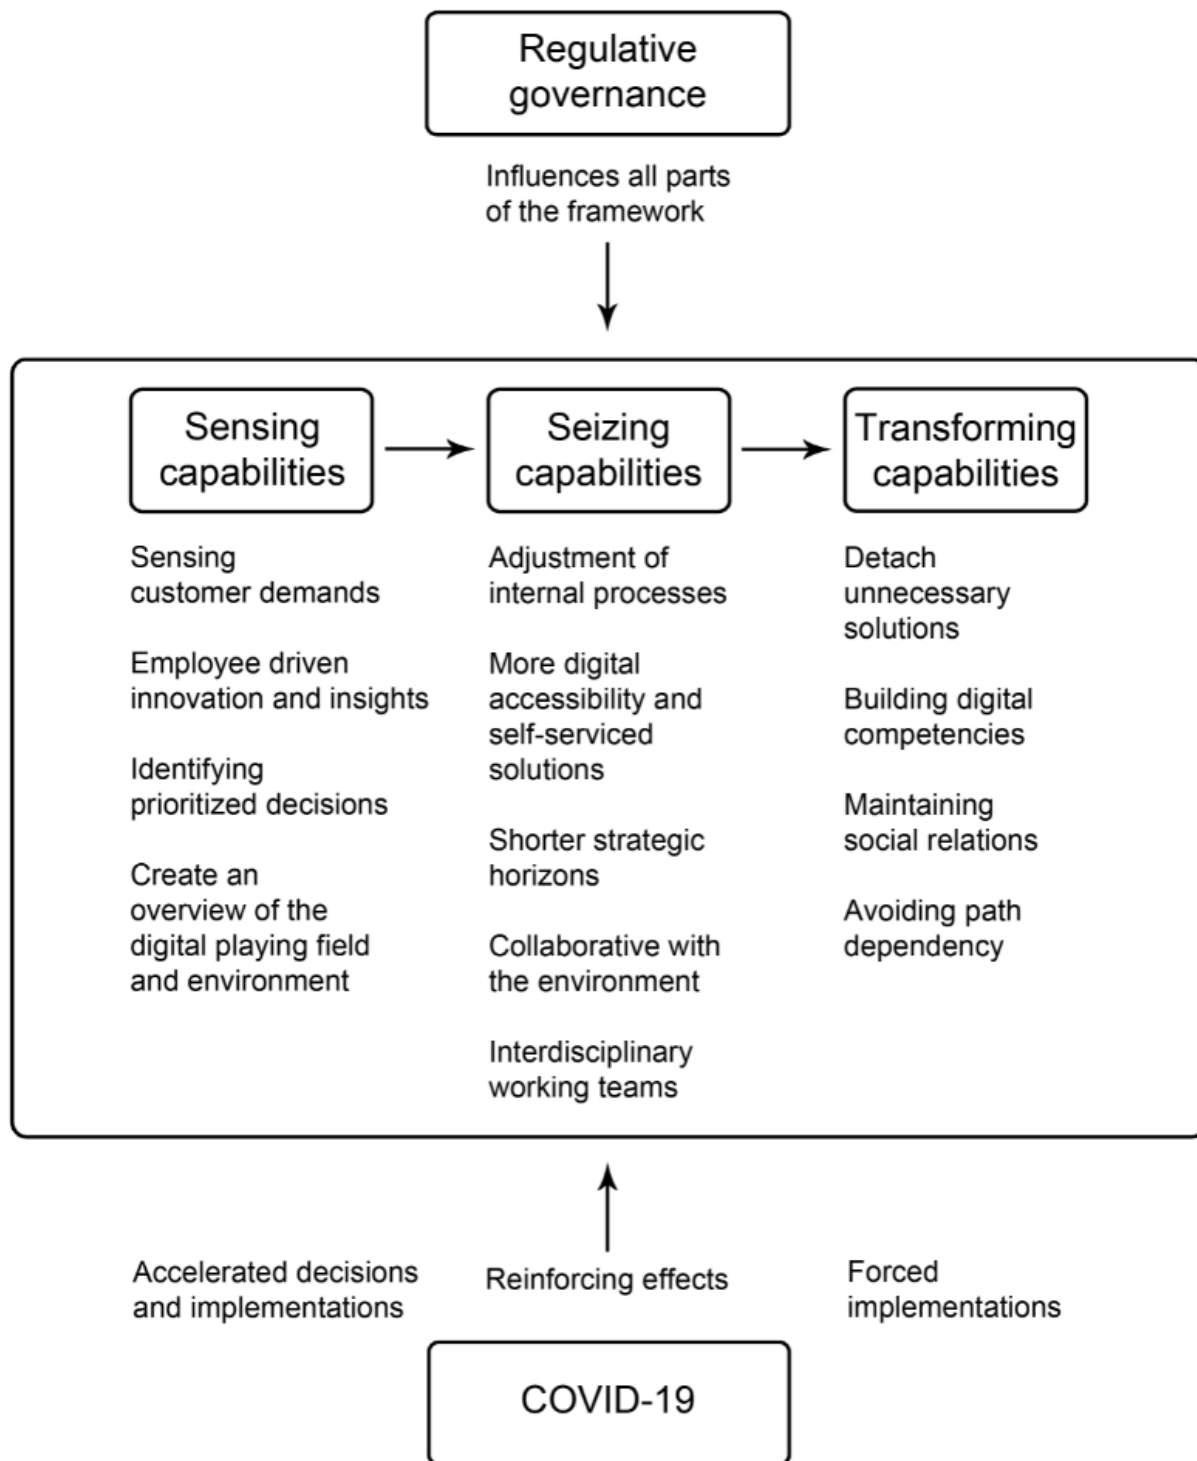 Regulative
governance
Influences all parts
of the framework
Sensing
capabilities
Seizing
capabilities
Transforming
capabilities
Sensing
customer demands
Employee driven
innovation and insights
Identifying
prioritized decisions
Create an
overview of the
digital playing field
and environment
Adjustment of
internal processes
More digital
accessibility and
self-serviced
solutions
Shorter strategic
horizons
Collaborative with
the environment
Interdisciplinary
working teams
Detach
unnecessary
solutions
Building digital
competencies
Maintaining
social relations
Avoiding path
dependency
Accelerated decisions
and implementations
Reinforcing effects
Forced
implementations
COVID-19